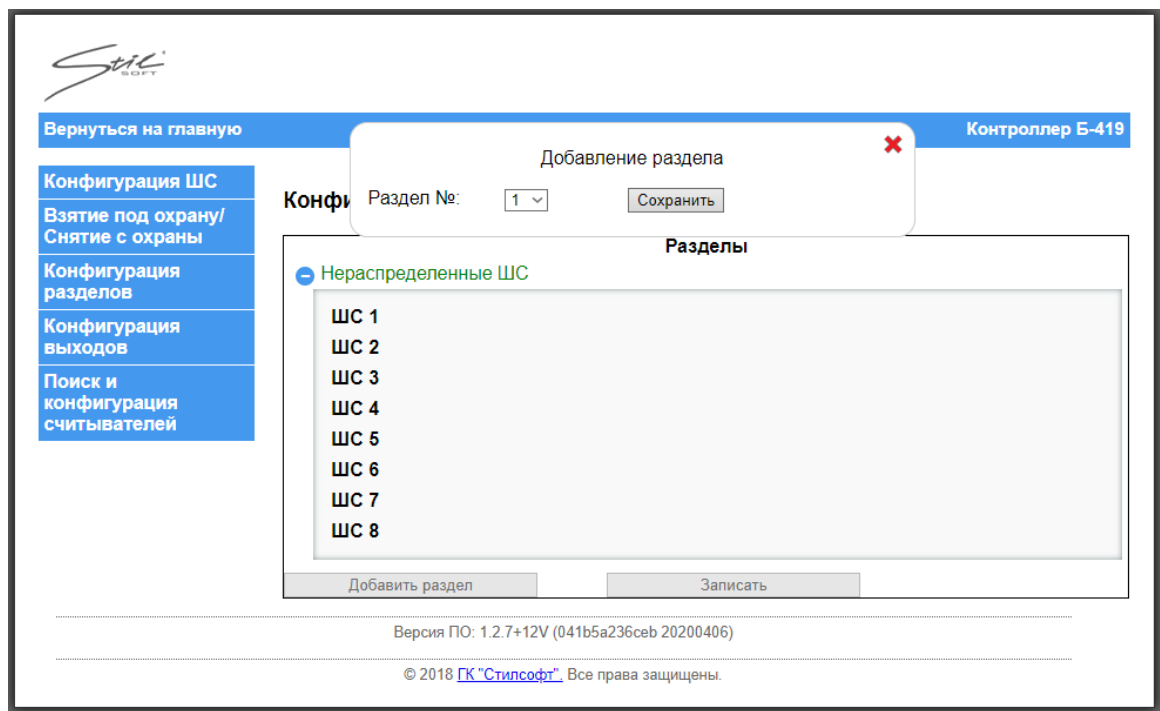 Stil
SOFT
Вернуться на главную
Контроллер Б-419
Добавление раздела
Раздел №: 1 Сохранить
Конфигурация ШС
Взятие под охрану/
Снятие с охраны
Конфигурация
разделов
Конфигурация
выходов
Поиск и
конфигурация
считывателей
Конфи
Разделы
Нераспределенные ШС
ШС 1
ШС 2
ШС 3
ШС 4
ШС 5
ШС 6
ШС 7
ШС 8
Добавить раздел
Записать
Версия ПО: 1.2.7+12V (041b5a236ceb 20200406)
© 2018 ГК "Стилсофт". Все права защищены.